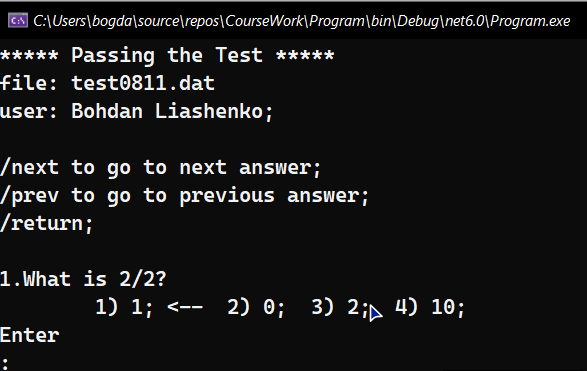 C:\Users\bogda\source\repos\CourseWork\Program\bin\Debug\net6.0\Program.exe
***** Passing the Test *****
file: test0811.dat
user: Bohdan Liashenko;
/next to go to next answer;
/prev to go to previous answer;
/return;
1.What is 2/2?
1) 1; <-- 2) 0; 3) 2; 4) 10;
Enter
: